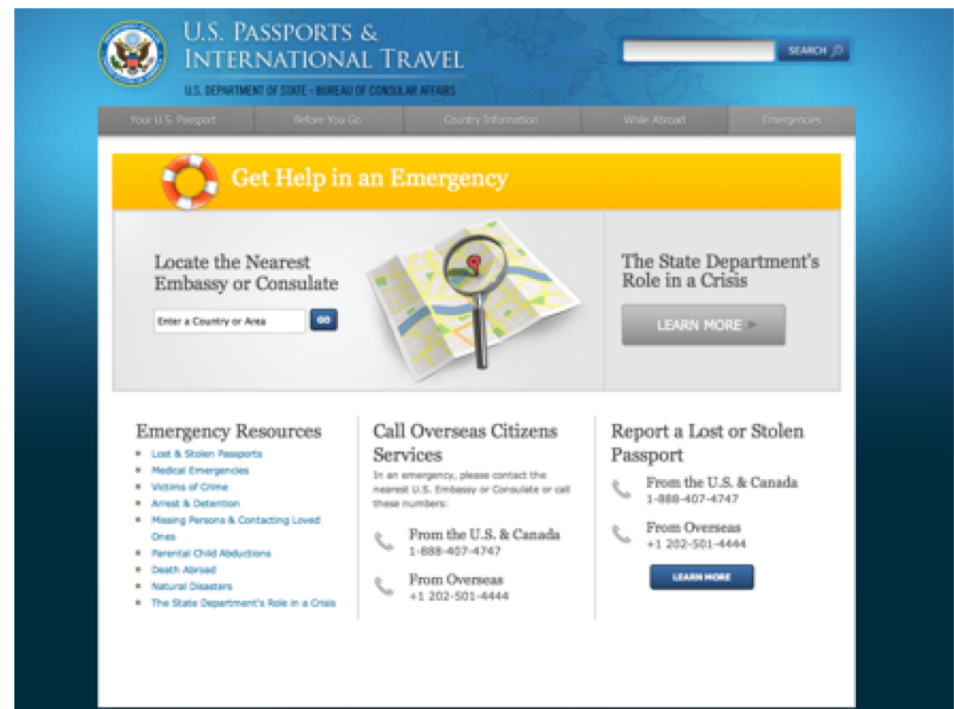 U.S. PASSPORTS &
INTERNATIONAL TRAVEL
U.S. DEPARTMENT OF STATE - BUREAU OF CONSULAR AFFAIRS
SEARCH
Your U.S. Passport
Before You Go
Country Information
While Abroad
Emergencies
Get Help in an Emergency
Locate the Nearest
Embassy or Consulate
Enter a Country or Area
GO
The State Department's
Role in a Crisis
LEARN MORE
Emergency Resources
Lost & Stolen Passports
Medical Emergencies
Victims of Crime
Arrest & Detention
Missing Persons & Contacting Loved
Ones
Parental Child Abductions
Death Abroad
Natural Disasters
The State Department's Role in a Crisis
Call Overseas Citizens
Services
In an emergency, please contact the
nearest U.S. Embassy or Consulate or call
these numbers:
From the U.S. & Canada
1-888-407-4747
From Overseas
+1 202-501-4444
Report a Lost or Stolen
Passport
From the U.S. & Canada
1-888-407-4747
From Overseas
+1 202-501-4444
LEARN MORE